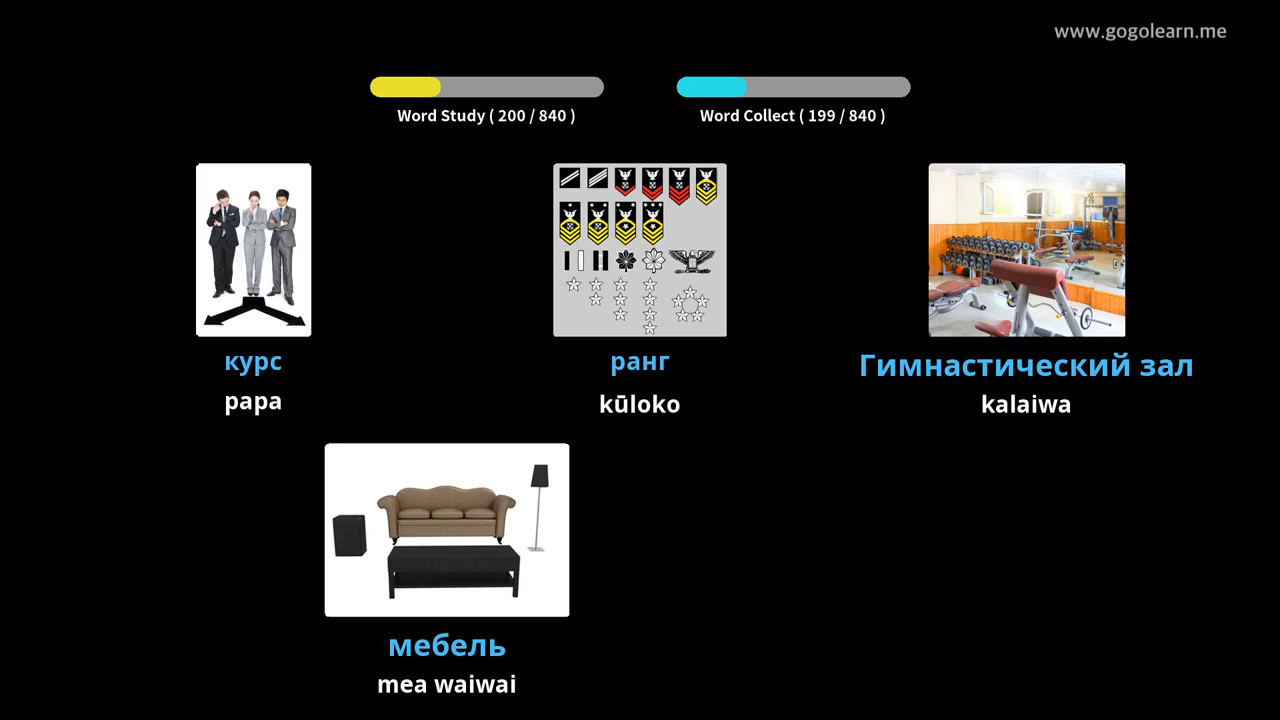 www.gogolearn.me
Word Study ( 200 / 840 )
Word Collect ( 199 / 840 )
курс
papa
ранг
kūloko
Гимнастический зал
kalaiwa
мебель
mea waiwai